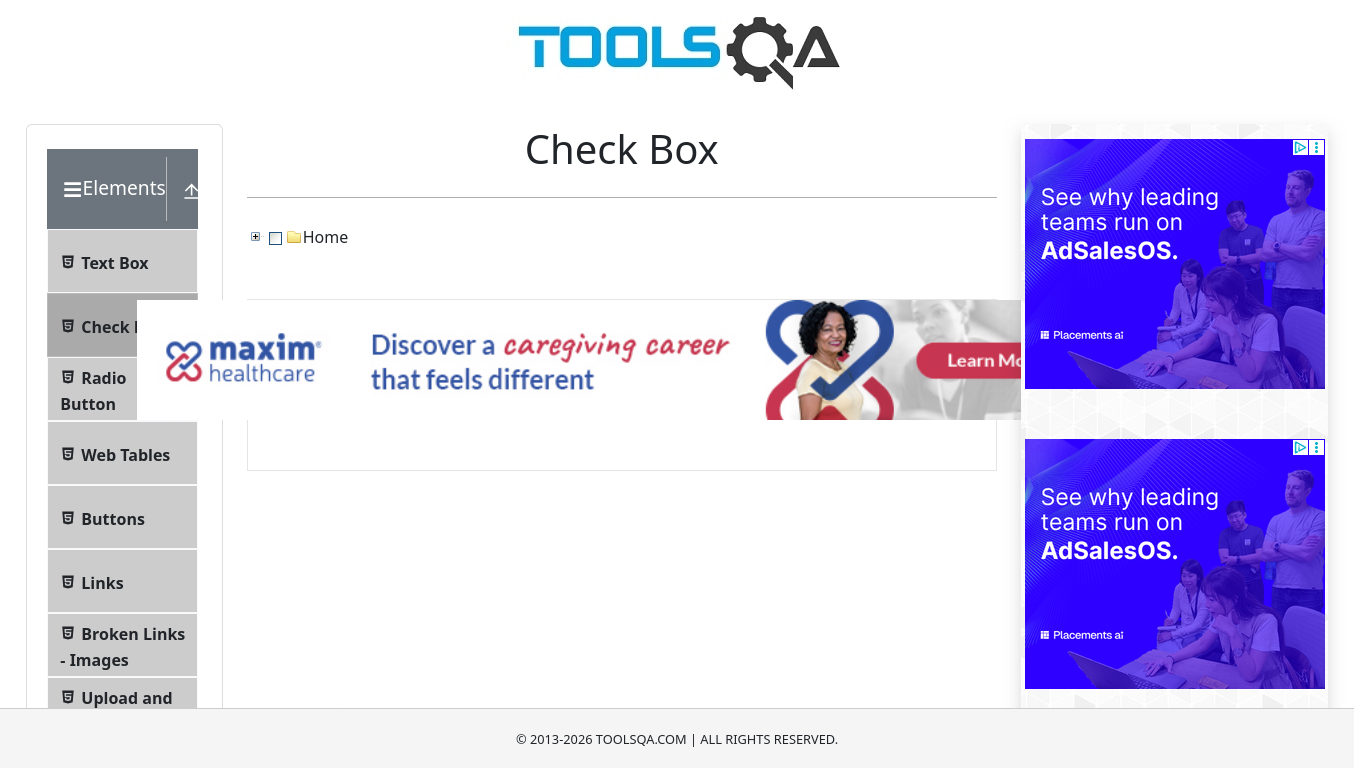 TOOLSQA
Elements
Text Box
Check
Radio
Button
Web Tables
Buttons
Links
Broken Links
- Images
Upload and
Check Box
Home
maxim®
healthcare
Discover a caregiving career
that feels different
Learn Mo
See why leading
teams run on
AdSalesOS.
Placements ai
See why leading
teams run on
AdSalesOS.
Placements ai
© 2013-2026 TOOLSQA.COM | ALL RIGHTS RESERVED.